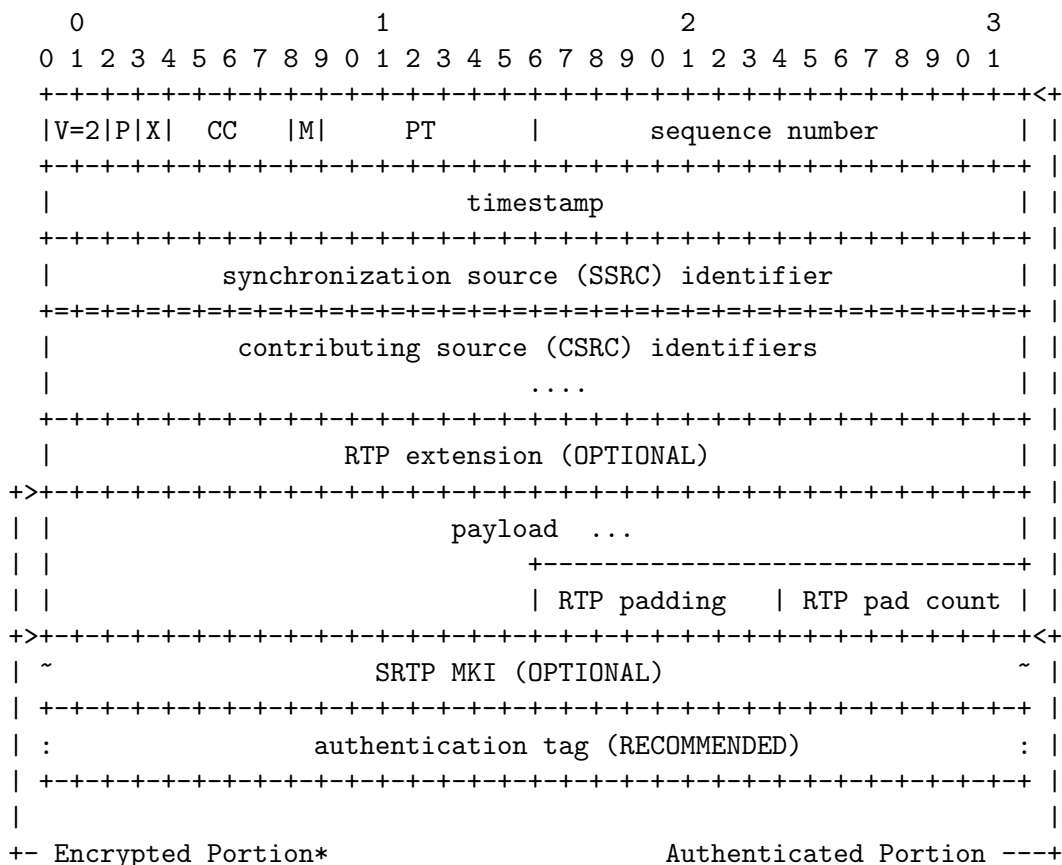 0                   1                   2                   3
0 1 2 3 4 5 6 7 8 9 0 1 2 3 4 5 6 7 8 9 0 1 2 3 4 5 6 7 8 9 0 1
+-+-+-+-+-+-+-+-+-+-+-+-+-+-+-+-+-+-+-+-+-+-+-+-+-+-+-+-+-+-+-+-+<+
|V=2|P|X|  CC   |M|     PT      |       sequence number         | |
+-+-+-+-+-+-+-+-+-+-+-+-+-+-+-+-+-+-+-+-+-+-+-+-+-+-+-+-+-+-+-+-+ |
|                           timestamp                           | |
+-+-+-+-+-+-+-+-+-+-+-+-+-+-+-+-+-+-+-+-+-+-+-+-+-+-+-+-+-+-+-+-+ |
|           synchronization source (SSRC) identifier            | |
+=+=+=+=+=+=+=+=+=+=+=+=+=+=+=+=+=+=+=+=+=+=+=+=+=+=+=+=+=+=+=+=+ |
|            contributing source (CSRC) identifiers             | |
|                               ....                            | |
+-+-+-+-+-+-+-+-+-+-+-+-+-+-+-+-+-+-+-+-+-+-+-+-+-+-+-+-+-+-+-+-+ |
|                   RTP extension (OPTIONAL)                    | |
+>+-+-+-+-+-+-+-+-+-+-+-+-+-+-+-+-+-+-+-+-+-+-+-+-+-+-+-+-+-+-+-+-+ |
| |                          payload  ...                         | |
| |                               +-------------------------------+ |
| |                               | RTP padding   | RTP pad count | |
+>+-+-+-+-+-+-+-+-+-+-+-+-+-+-+-+-+-+-+-+-+-+-+-+-+-+-+-+-+-+-+-+-+<+
| ~                     SRTP MKI (OPTIONAL)                       ~ |
| +-+-+-+-+-+-+-+-+-+-+-+-+-+-+-+-+-+-+-+-+-+-+-+-+-+-+-+-+-+-+-+-+ |
| :                 authentication tag (RECOMMENDED)              : |
| +-+-+-+-+-+-+-+-+-+-+-+-+-+-+-+-+-+-+-+-+-+-+-+-+-+-+-+-+-+-+-+-+ |
|                                                                   |
+- Encrypted Portion*                      Authenticated Portion ---+